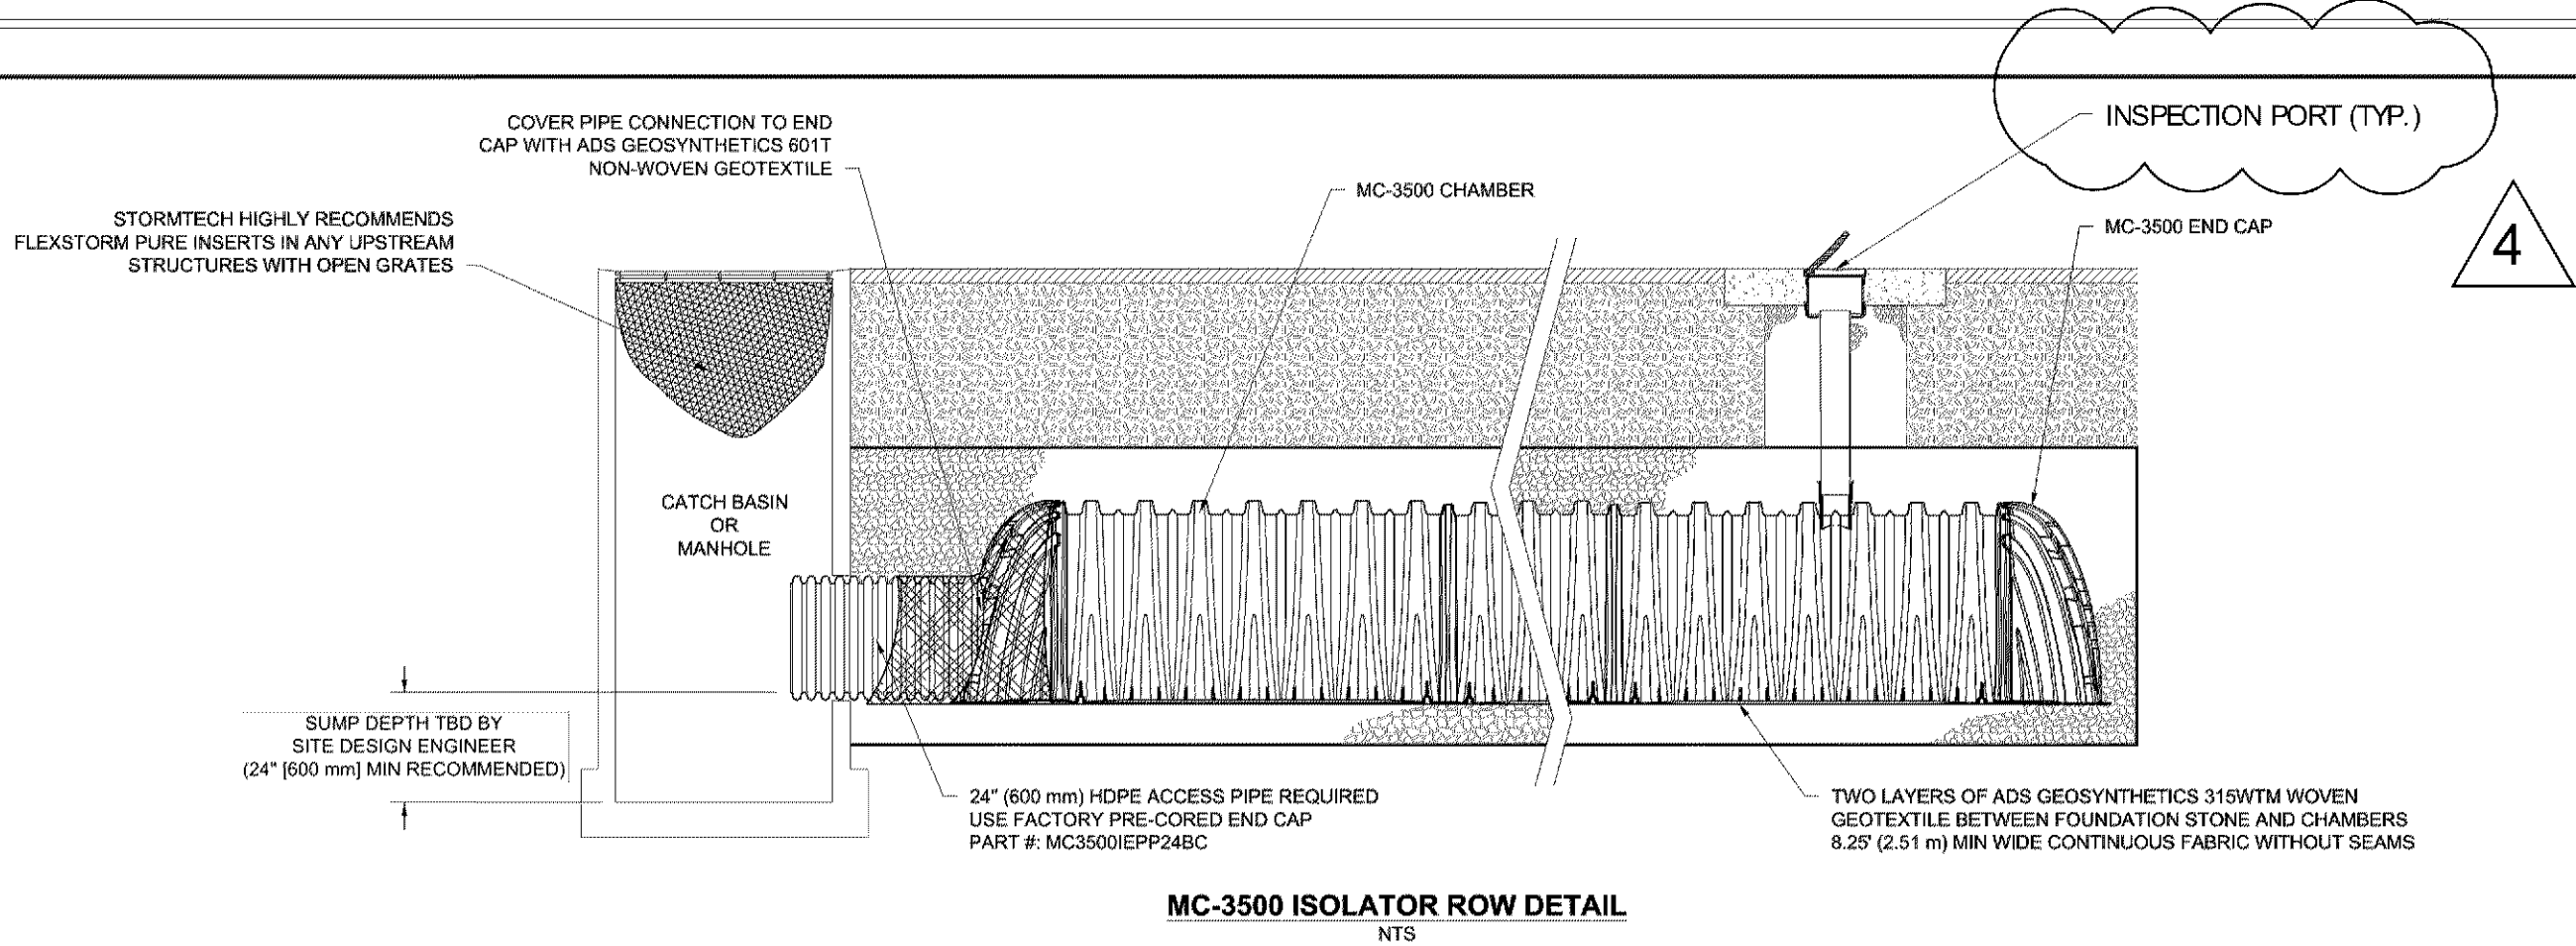 COVER PIPE CONNECTION TO END
CAP WITH ADS GEOSYNTHETICS 601T
NON-WOVEN GEOTEXTILE
STORMTECH HIGHLY RECOMMENDS
FLEXSTORM PURE INSERTS IN ANY UPSTREAM
STRUCTURES WITH OPEN GRATES
MC-3500 CHAMBER
INSPECTION PORT (TYP.)
MC-3500 END CAP
4
CATCH BASIN
OR
MANHOLE
SUMP DEPTH TBD BY
SITE DESIGN ENGINEER
(24" [600 mm] MIN RECOMMENDED)
24" (600 mm) HDPE ACCESS PIPE REQUIRED
USE FACTORY PRE-CORED END CAP
PART #: MC3500IEPP24BC
TWO LAYERS OF ADS GEOSYNTHETICS 315WTM WOVEN
GEOTEXTILE BETWEEN FOUNDATION STONE AND CHAMBERS
8.25' (2.51 m) MIN WIDE CONTINUOUS FABRIC WITHOUT SEAMS
MC-3500 ISOLATOR ROW DETAIL
NTS